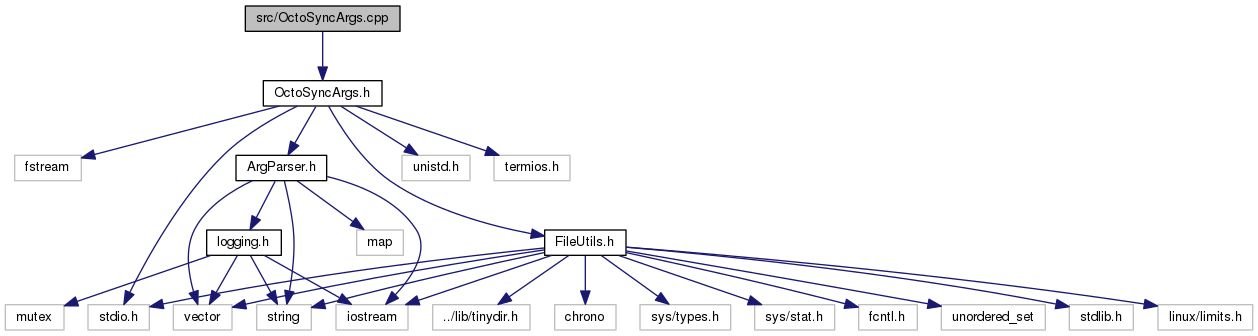 src/OctoSyncArgs.cpp
OctoSyncArgs.h
fstream
ArgParser.h
unistd.h
termios.h
logging.h
map
FileUtils.h
mutex
stdio.h
vector
string
iostream
../lib/tinydir.h
chrono
sys/types.h
sys/stat.h
fcntl.h
unordered_set
stdlib.h
linux/limits.h